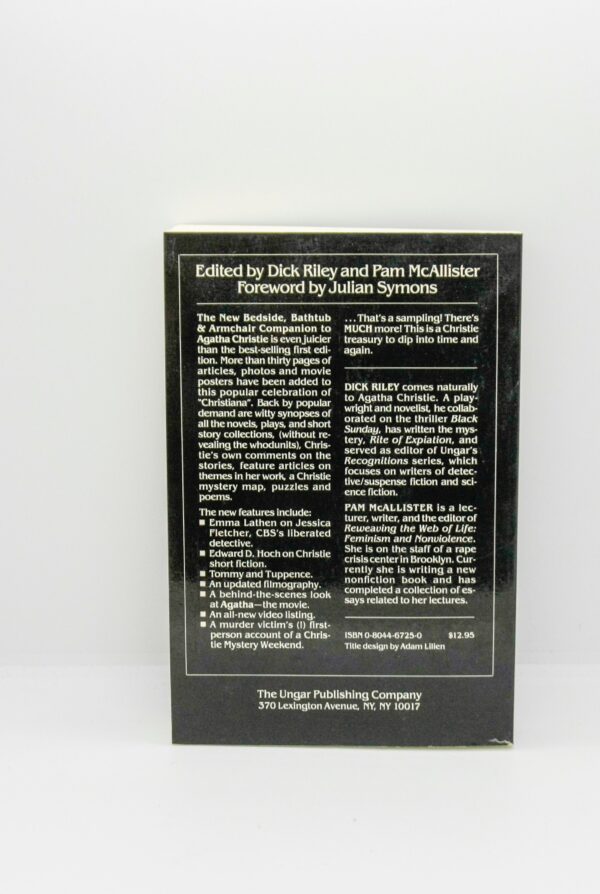 Edited by Dick Riley and Pam McAllister
Foreword by Julian Symons
The New Bedside, Bathtub
& Armchair Companion to
Agatha Christie is even juicier
than the best-selling first edi-
tion. More than thirty pages of
articles, photos and movie
posters have been added to
this popular celebration of
"Christiana". Back by popular
demand are witty synopses of
all the novels, plays, and short
story collections, (without re-
vealing the whodunits), Chris-
tie's own comments on the
stories, feature articles on
themes in her work, a Christie
mystery map, puzzles and
poems.
The new features include:
■ Emma Lathen on Jessica
Fletcher, CBS's liberated
detective.
■ Edward D. Hoch on Christie
short fiction.
■ Tommy and Tuppence.
■ An updated filmography.
■ A behind-the-scenes look
at Agatha—the movie.
■ An all-new video listing.
■ A murder victim's (!) first-
person account of a Chris-
tie Mystery Weekend.
...That's a sampling! There's
MUCH more! This is a Christie
treasury to dip into time and
again.
DICK RILEY comes naturally
to Agatha Christie. A play-
wright and novelist, he collab-
orated on the thriller Black
Sunday, has written the mys-
tery, Rite of Expiation, and
served as editor of Ungar's
Recognitions series, which
focuses on writers of detec-
tive/suspense fiction and sci-
ence fiction.
PAM McALLISTER is a lec-
turer, writer, and the editor of
Reweaving the Web of Life:
Feminism and Nonviolence.
She is on the staff of a rape
crisis center in Brooklyn. Cur-
rently she is writing a new
nonfiction book and has
completed a collection of es-
says related to her lectures.
ISBN 0-8044-6725-0 $12.95
Title design by Adam Lilien
The Ungar Publishing Company
370 Lexington Avenue, NY, NY 10017